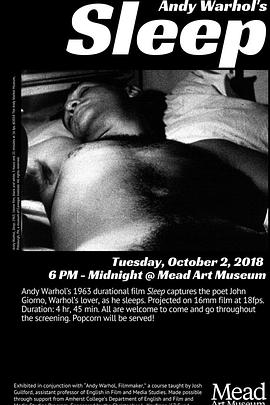 Andy Warhol's
Sleep
Tuesday, October 2, 2018
6 PM - Midnight @ Mead Art Museum
Andy Warhol's 1963 durational film Sleep captures the poet John
Giorno, Warhol's lover, as he sleeps. Projected on 16mm film at 18fps.
Duration: 4 hr, 45 min. All are welcome to come and go throughout
the screening. Popcorn will be served!
Exhibited in conjunction with "Andy Warhol, Filmmaker," a course taught by Josh
Guilford, assistant professor of English in Film and Media Studies. Made possible
through support from Amherst College's Department of English and Film and
Mead
Art Museum